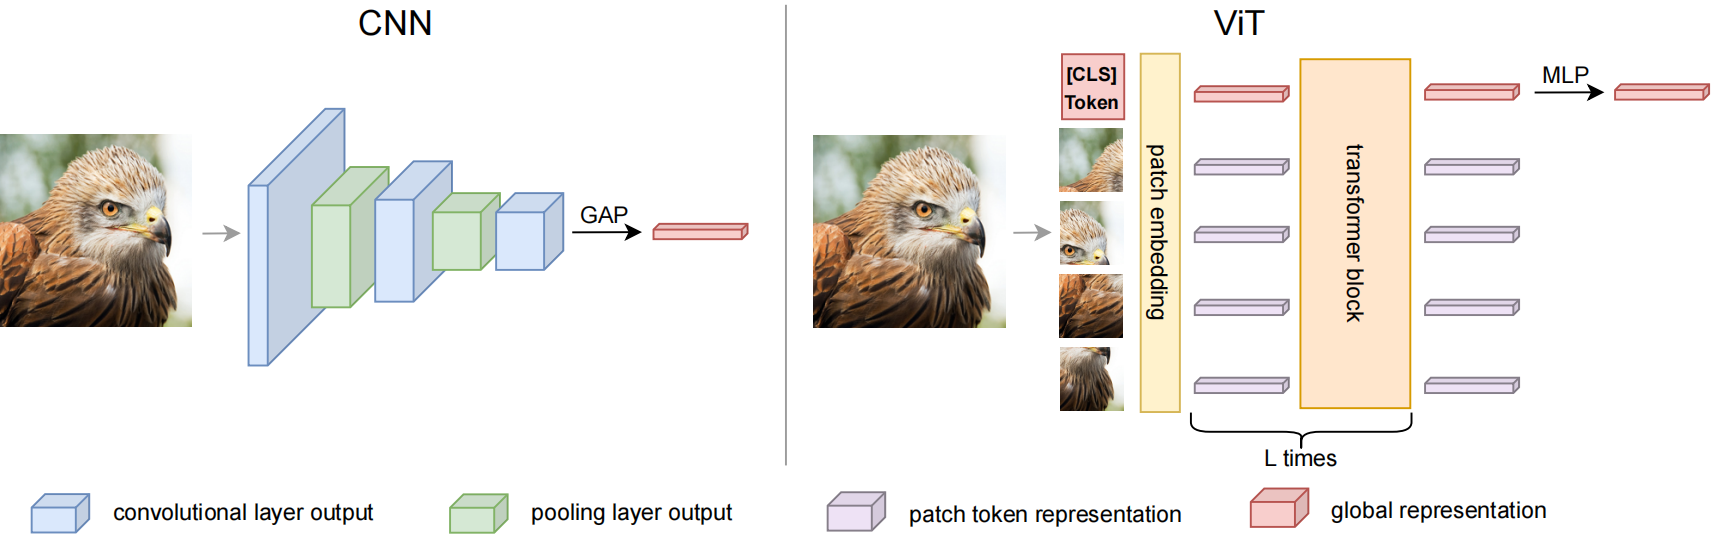 CNN
GAP
ViT
[CLS]
Token
patch embedding
transformer block
MLP
L times
convolutional layer output
pooling layer output
patch token representation
global representation